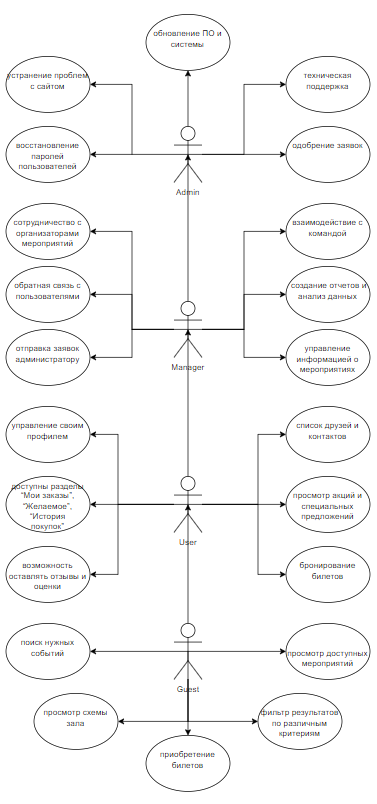 обновление ПО и
системы
устранение проблем
с сайтом
техническая
поддержка
восстановление
паролей
пользователей
одобрение заявок
Admin
сотрудничество с
организаторами
мероприятий
взаимодействие с
командой
обратная связь с
пользователями
создание отчетов и
анализ данных
отправка заявок
администратору
управление
информацией о
мероприятиях
Manager
управление своим
профилем
список друзей и
контактов
доступны разделы
"Мои заказы",
"Желаемое",
"История
покупок"
просмотр акций и
специальных
предложений
User
возможность
оставлять отзывы и
оценки
бронирование
билетов
поиск нужных
событий
просмотр доступных
мероприятий
Guest
просмотр схемы
зала
фильтр результатов
по различным
критериям
приобретение
билетов